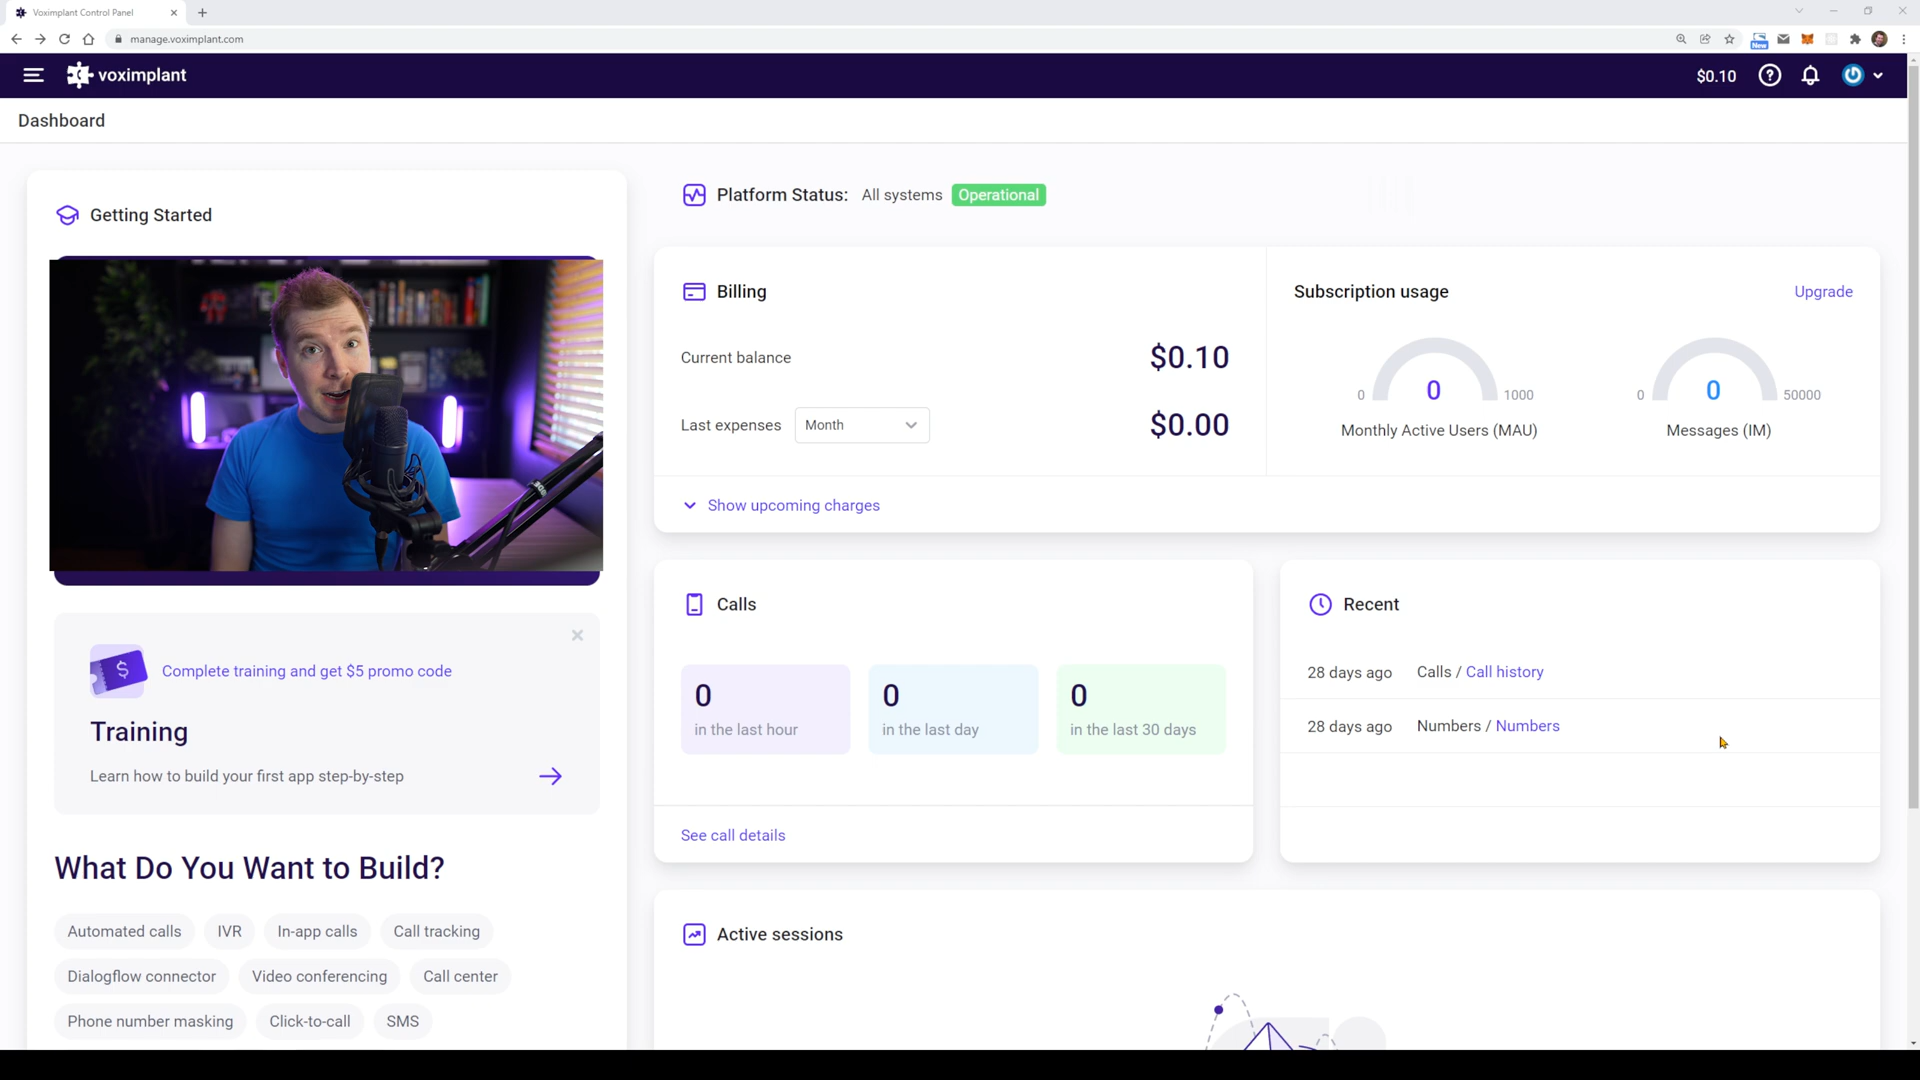 Voximplant Control Panel
manage.voximplant.com
New
voximplant
$0.10
Dashboard
Getting Started
Complete training and get $5 promo code
Training
Learn how to build your first app step-by-step
What Do You Want to Build?
Automated calls
IVR
In-app calls
Call tracking
Dialogflow connector
Video conferencing
Call center
Phone number masking
Click-to-call
SMS
Platform Status: All systems Operational
Billing
Current balance $0.10
Last expenses Month $0.00
Show upcoming charges
Subscription usage
Upgrade
0 0 1000
Monthly Active Users (MAU)
0 0 50000
Messages (IM)
Calls
0
in the last hour
0
in the last day
0
in the last 30 days
See call details
Recent
28 days ago Calls / Call history
28 days ago Numbers / Numbers
Active sessions